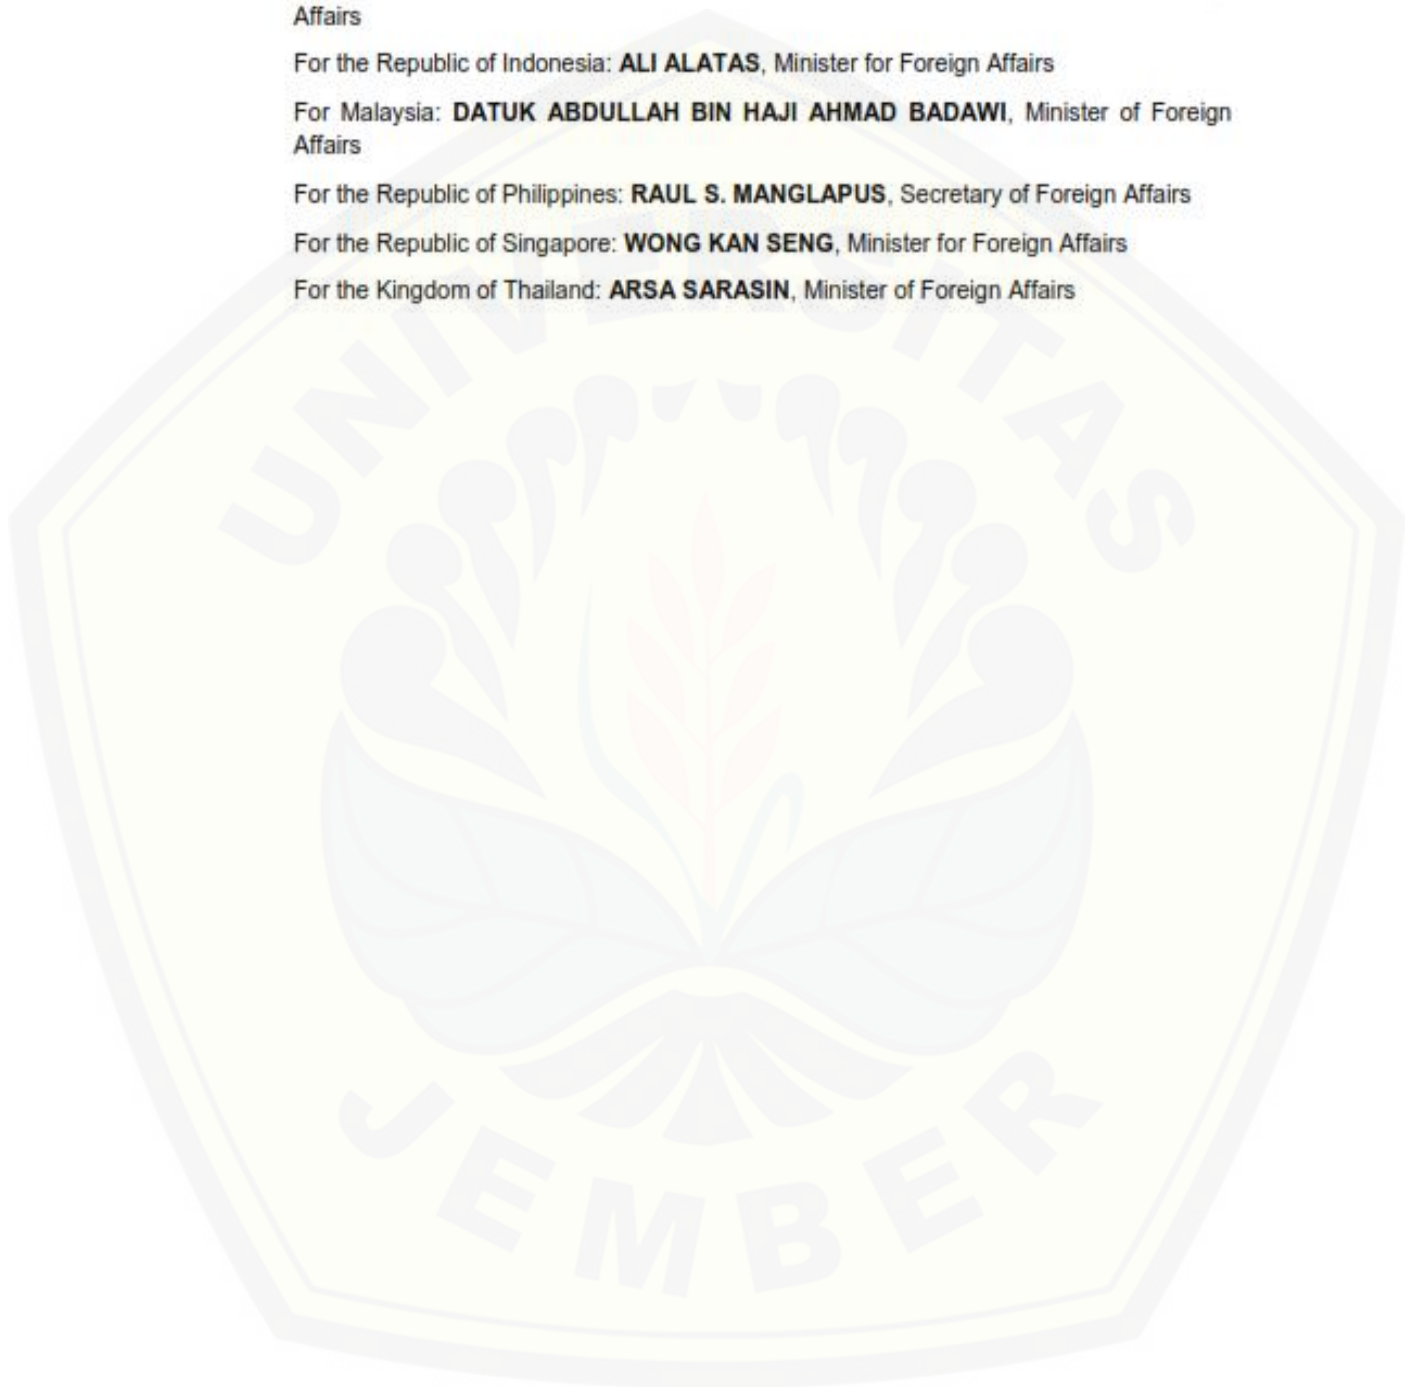 Affairs
For the Republic of Indonesia: ALI ALATAS, Minister for Foreign Affairs
For Malaysia: DATUK ABDULLAH BIN HAJI AHMAD BADAWI, Minister of Foreign
Affairs
For the Republic of Philippines: RAUL S. MANGLAPUS, Secretary of Foreign Affairs
For the Republic of Singapore: WONG KAN SENG, Minister for Foreign Affairs
For the Kingdom of Thailand: ARSA SARASIN, Minister of Foreign Affairs
UNIVERSITAS
JEMBER